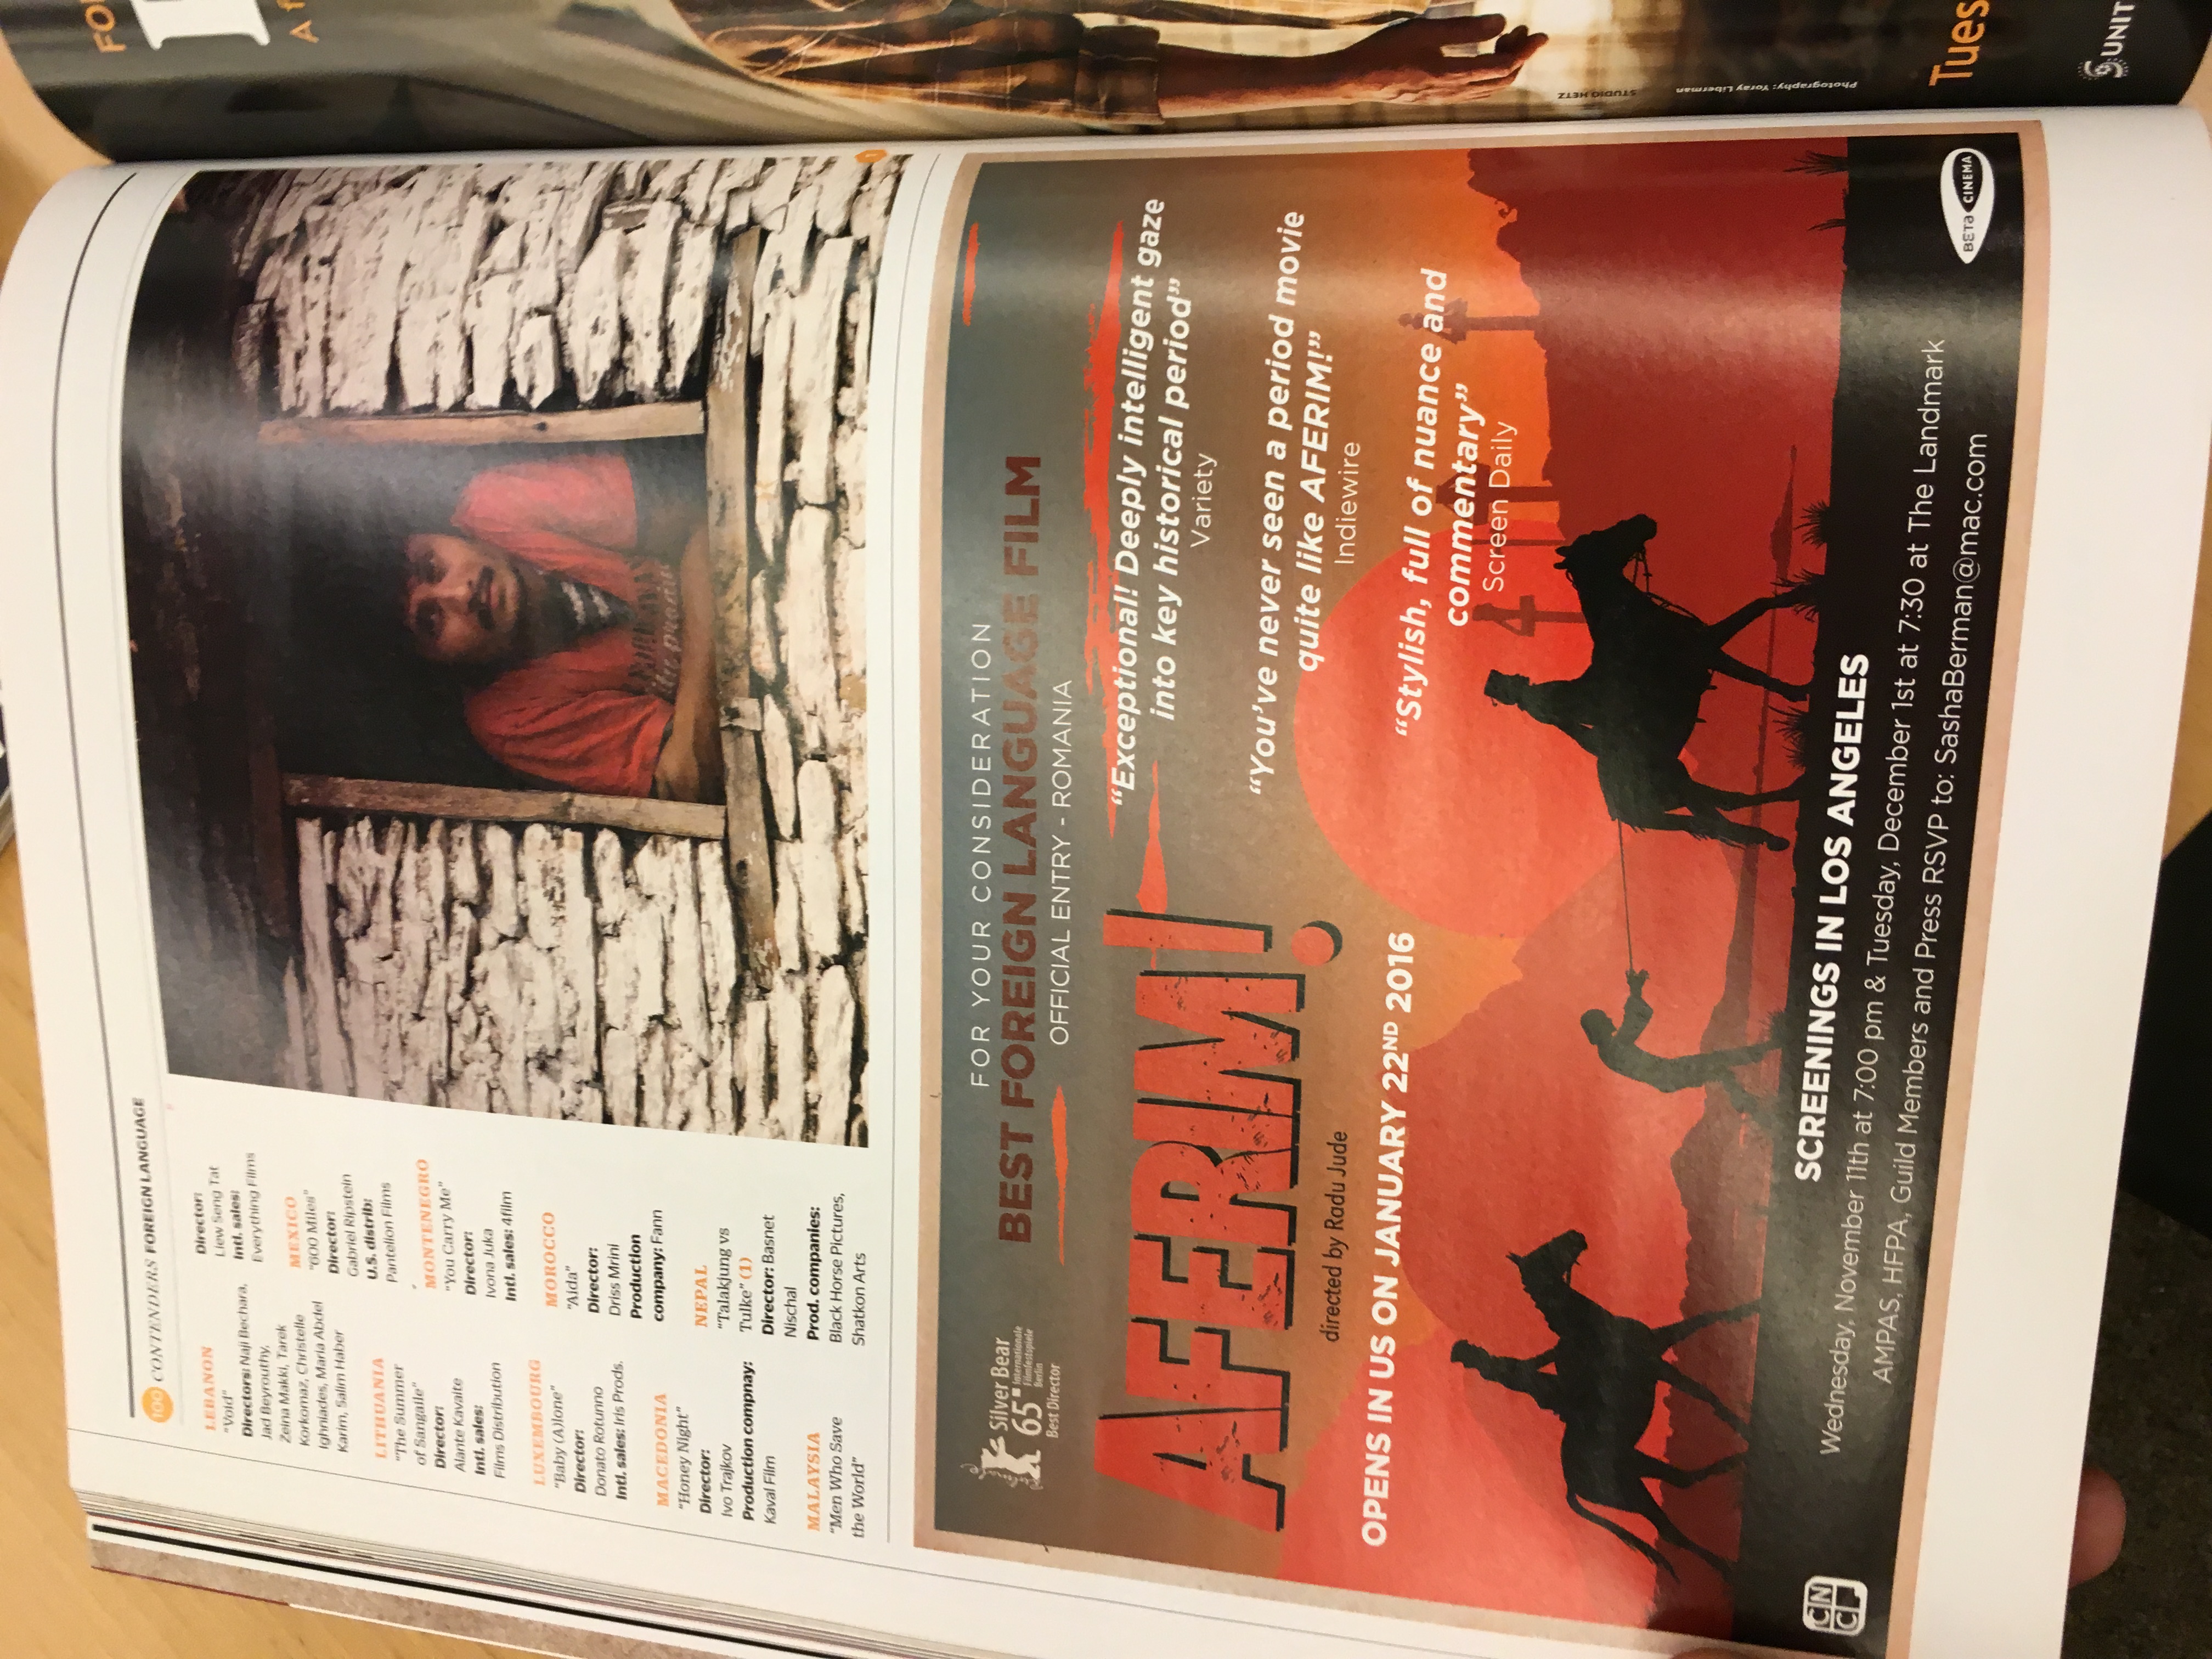 100 CONTENDERS FOREIGN LANGUAGE
LEBANON
"Void"
Directors: Naji Bechara,
Jad Beyrouthy,
Zeina Makki, Tarek
Korkomaz, Christelle
Ighniades, Maria Abdel
Karim, Salim Haber
LITHUANIA
"The Summer
of Sangaile"
Director:
Alante Kavaite
Intl. sales:
Films Distribution
LUXEMBOURG
"Baby (A)lone"
Director:
Donato Rotunno
Intl. sales: Iris Prods.
MACEDONIA
"Honey Night"
Director:
Ivo Trajkov
Production compnay:
Kaval Film
MALAYSIA
"Men Who Save
the World"
Director:
Liew Seng Tat
Intl. sales:
Everything Films
MEXICO
"600 Miles"
Director:
Gabriel Ripstein
U.S. distrib:
Pantelion Films
MONTENEGRO
"You Carry Me"
Director:
Ivona Juka
Intl. sales: 4film
MOROCCO
"Aida"
Director:
Driss Mrini
Production
company: Fann
NEPAL
"Talakjung vs
Tulke" (1)
Director: Basnet
Nischal
Prod. companies:
Black Horse Pictures,
Shatkon Arts
1
Silver Bear
65 Internationale
Filmfestspiele
Berlin
Best Director
FOR YOUR CONSIDERATION
BEST FOREIGN LANGUAGE FILM
OFFICIAL ENTRY - ROMANIA
AFERIM!
directed by Radu Jude
OPENS IN US ON JANUARY 22ND 2016
"Exceptional! Deeply intelligent gaze
into key historical period"
Variety
"You've never seen a period movie
quite like AFERIM!"
Indiewire
"Stylish, full of nuance and
commentary"
Screen Daily
SCREENINGS IN LOS ANGELES
Wednesday, November 11th at 7:00 pm & Tuesday, December 1st at 7:30 at The Landmark
AMPAS, HFPA, Guild Members and Press RSVP to: SashaBerman@mac.com
CNC
BETA CINEMA
FO
A f
Photography: Yoray Liberman STUDIO HETZ
Tues
UNIT